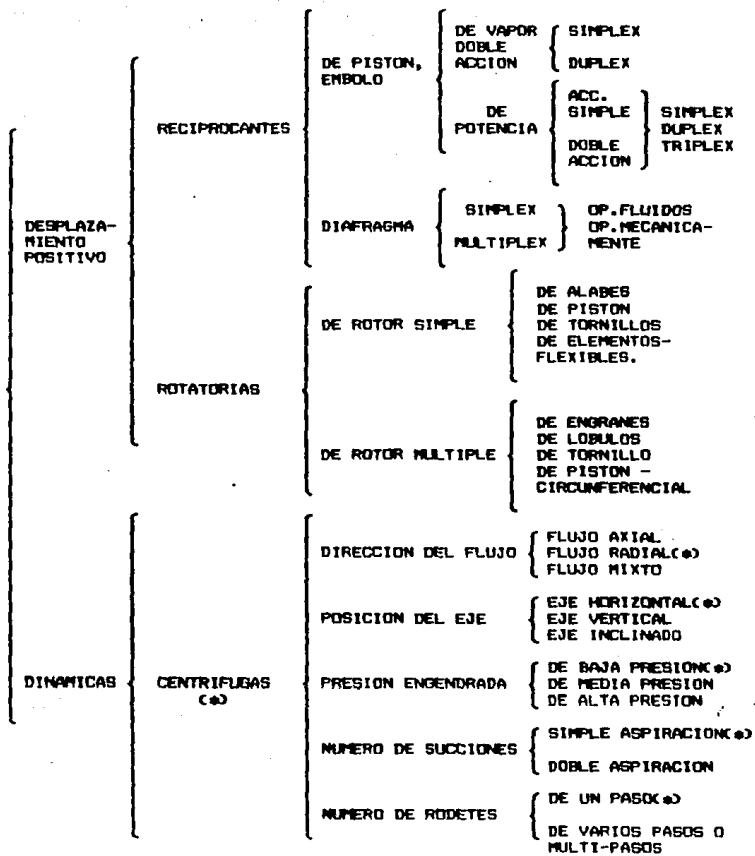 DE VAPOR
DOBLE
ACCION
SIMPLEX
DUPLEX
DE PISTON,
EMBOLO
DE
POTENCIA
ACC.
SIMPLE
DOBLE
ACCION
SIMPLEX
DUPLEX
TRIPLEX
RECIPROCANTES
DIAFRAGMA
SIMPLEX
MULTIPLEX
OP.FLUIDOS
OP.MECANICA-
MENTE
DESPLAZA-
MIENTO
POSITIVO
DE ROTOR SIMPLE
DE ALABES
DE PISTON
DE TORNILLOS
DE ELEMENTOS-
FLEXIBLES.
ROTATORIAS
DE ROTOR MULTIPLE
DE ENGRANES
DE LOBULOS
DE TORNILLO
DE PISTON -
CIRCUNFERENCIAL
DIRECCION DEL FLUJO
FLUJO AXIAL
FLUJO RADIAL(*)
FLUJO MIXTO
POSICION DEL EJE
EJE HORIZONTAL(*)
EJE VERTICAL
EJE INCLINADO
DINAMICAS
CENTRIFUGAS
(*)
PRESION ENGENDRADA
DE BAJA PRESION(*)
DE MEDIA PRESION
DE ALTA PRESION
NUMERO DE SUCCIONES
SIMPLE ASPIRACION(*)
DOBLE ASPIRACION
NUMERO DE RODETES
DE UN PASO(*)
DE VARIOS PASOS O
MULTI-PASOS